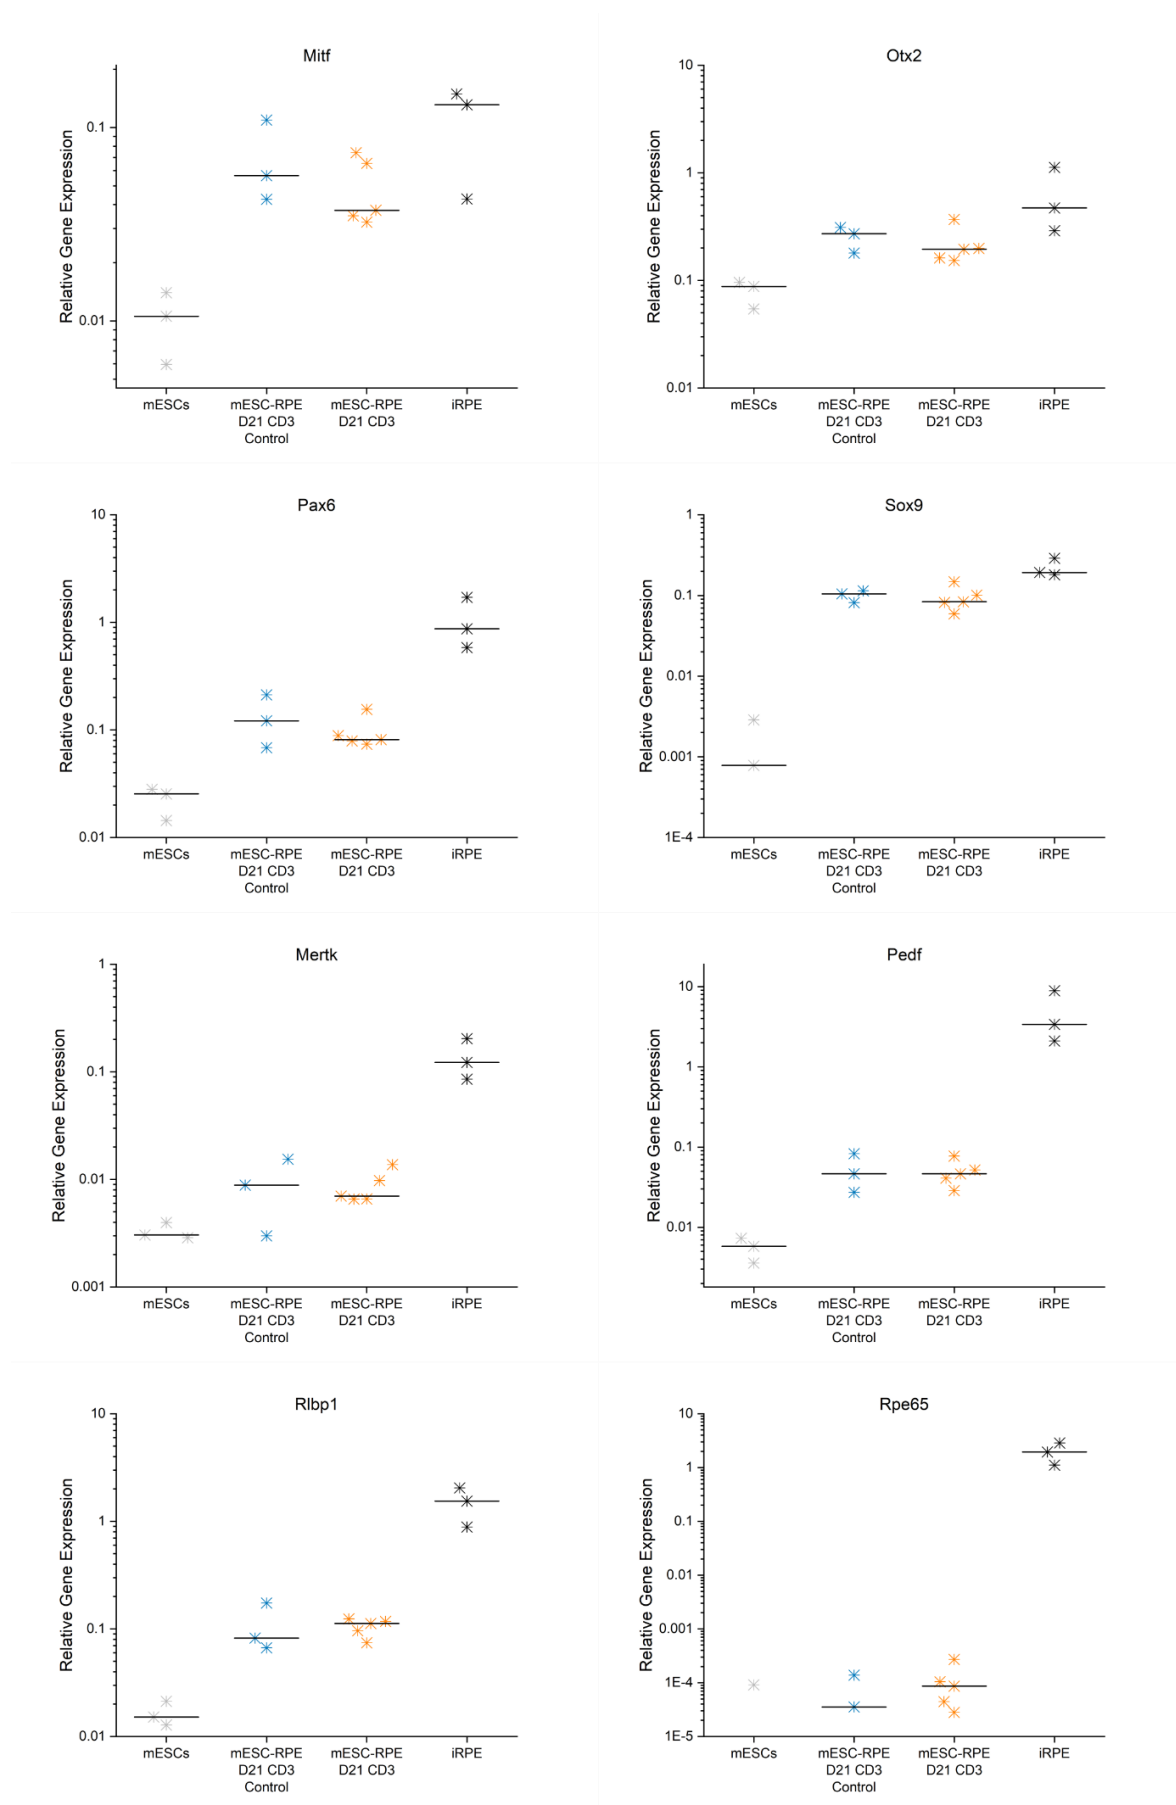 Mitf
Relative Gene Expression
0.1
0.01
mESCs
mESC-RPE
D21 CD3
Control
mESC-RPE
D21 CD3
iRPE
Otx2
Relative Gene Expression
10
1
0.1
0.01
mESCs
mESC-RPE
D21 CD3
Control
mESC-RPE
D21 CD3
iRPE
Pax6
Relative Gene Expression
10
1
0.1
0.01
mESCs
mESC-RPE
D21 CD3
Control
mESC-RPE
D21 CD3
iRPE
Sox9
Relative Gene Expression
1
0.1
0.01
0.001
1E-4
mESCs
mESC-RPE
D21 CD3
Control
mESC-RPE
D21 CD3
iRPE
Mertk
Relative Gene Expression
1
0.1
0.01
0.001
mESCs
mESC-RPE
D21 CD3
Control
mESC-RPE
D21 CD3
iRPE
Pedf
Relative Gene Expression
10
1
0.1
0.01
mESCs
mESC-RPE
D21 CD3
Control
mESC-RPE
D21 CD3
iRPE
Rlbp1
Relative Gene Expression
10
1
0.1
0.01
mESCs
mESC-RPE
D21 CD3
Control
mESC-RPE
D21 CD3
iRPE
Rpe65
Relative Gene Expression
10
1
0.1
0.01
0.001
1E-4
1E-5
mESCs
mESC-RPE
D21 CD3
Control
mESC-RPE
D21 CD3
iRPE